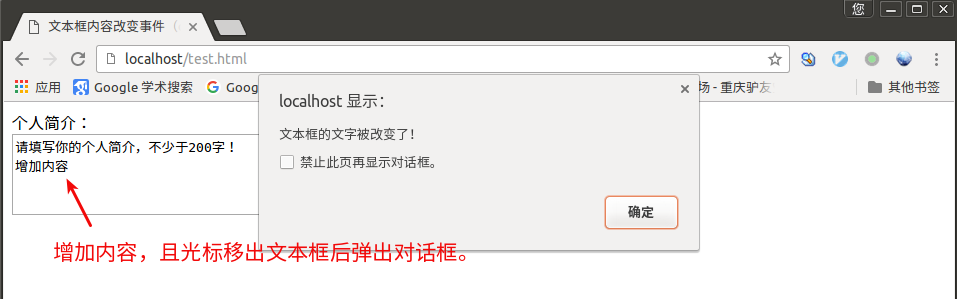 您
文本框内容改变事件（
localhost/test.html
应用
Google 学术搜索
Goog
场 - 重庆驴友
其他书签
个人简介：
请填写你的个人简介，不少于200字！
增加内容
localhost 显示：
文本框的文字被改变了！
禁止此页再显示对话框。
确定
增加内容，且光标移出文本框后弹出对话框。